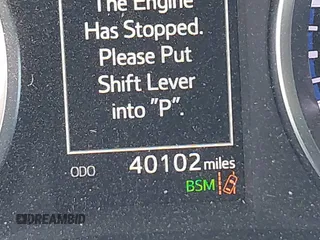 The Engine
Has Stopped.
Please Put
Shift Lever
into "P".
ODO 40102 miles
BSM
DREAMBID